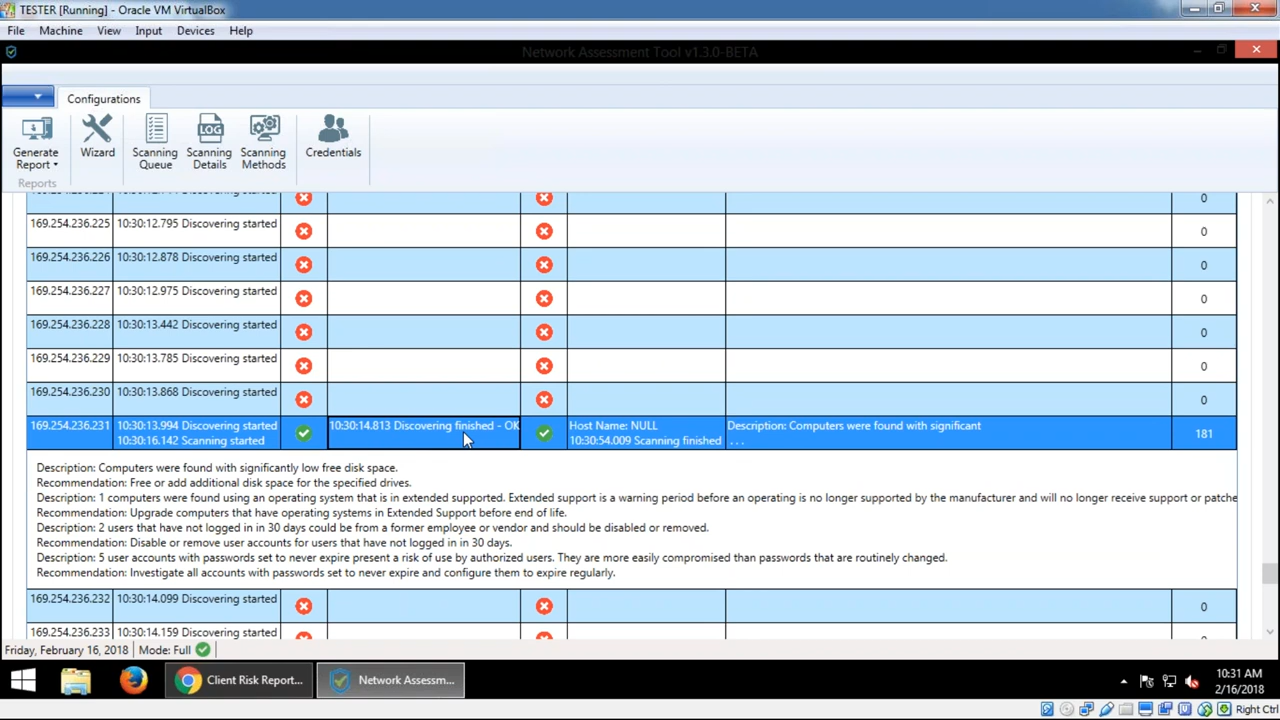 TESTER [Running] - Oracle VM VirtualBox
File Machine View Input Devices Help
Network Assessment Tool v1.3.0-BETA
Configurations
Generate Report
Wizard
Scanning Queue
LOG
Scanning Details
Scanning Methods
Credentials
Reports
Discovering started
0
169.254.236.225 10:30:12.795 Discovering started 0
169.254.236.226 10:30:12.878 Discovering started 0
169.254.236.227 10:30:12.975 Discovering started 0
169.254.236.228 10:30:13.442 Discovering started 0
169.254.236.229 10:30:13.785 Discovering started 0
169.254.236.230 10:30:13.868 Discovering started 0
169.254.236.231 10:30:13.994 Discovering started 10:30:14.813 Discovering finished - OK Host Name: NULL Description: Computers were found with significant
10:30:16.142 Scanning started 10:30:54.009 Scanning finished . . . 181
Description: Computers were found with significantly low free disk space.
Recommendation: Free or add additional disk space for the specified drives.
Description: 1 computers were found using an operating system that is in extended supported. Extended support is a warning period before an operating is no longer supported by the manufacturer and will no longer receive support or patche
Recommendation: Upgrade computers that have operating systems in Extended Support before end of life.
Description: 2 users that have not logged in in 30 days could be from a former employee or vendor and should be disabled or removed.
Recommendation: Disable or remove user accounts for users that have not logged in in 30 days.
Description: 5 user accounts with passwords set to never expire present a risk of use by authorized users. They are more easily compromised than passwords that are routinely changed.
Recommendation: Investigate all accounts with passwords set to never expire and configure them to expire regularly.
169.254.236.232 10:30:14.099 Discovering started 0
169.254.236.233 10:30:14.159 Discovering started
Friday, February 16, 2018 Mode: Full
Client Risk Report...
Network Assessm...
10:31 AM
2/16/2018
Right Ctrl